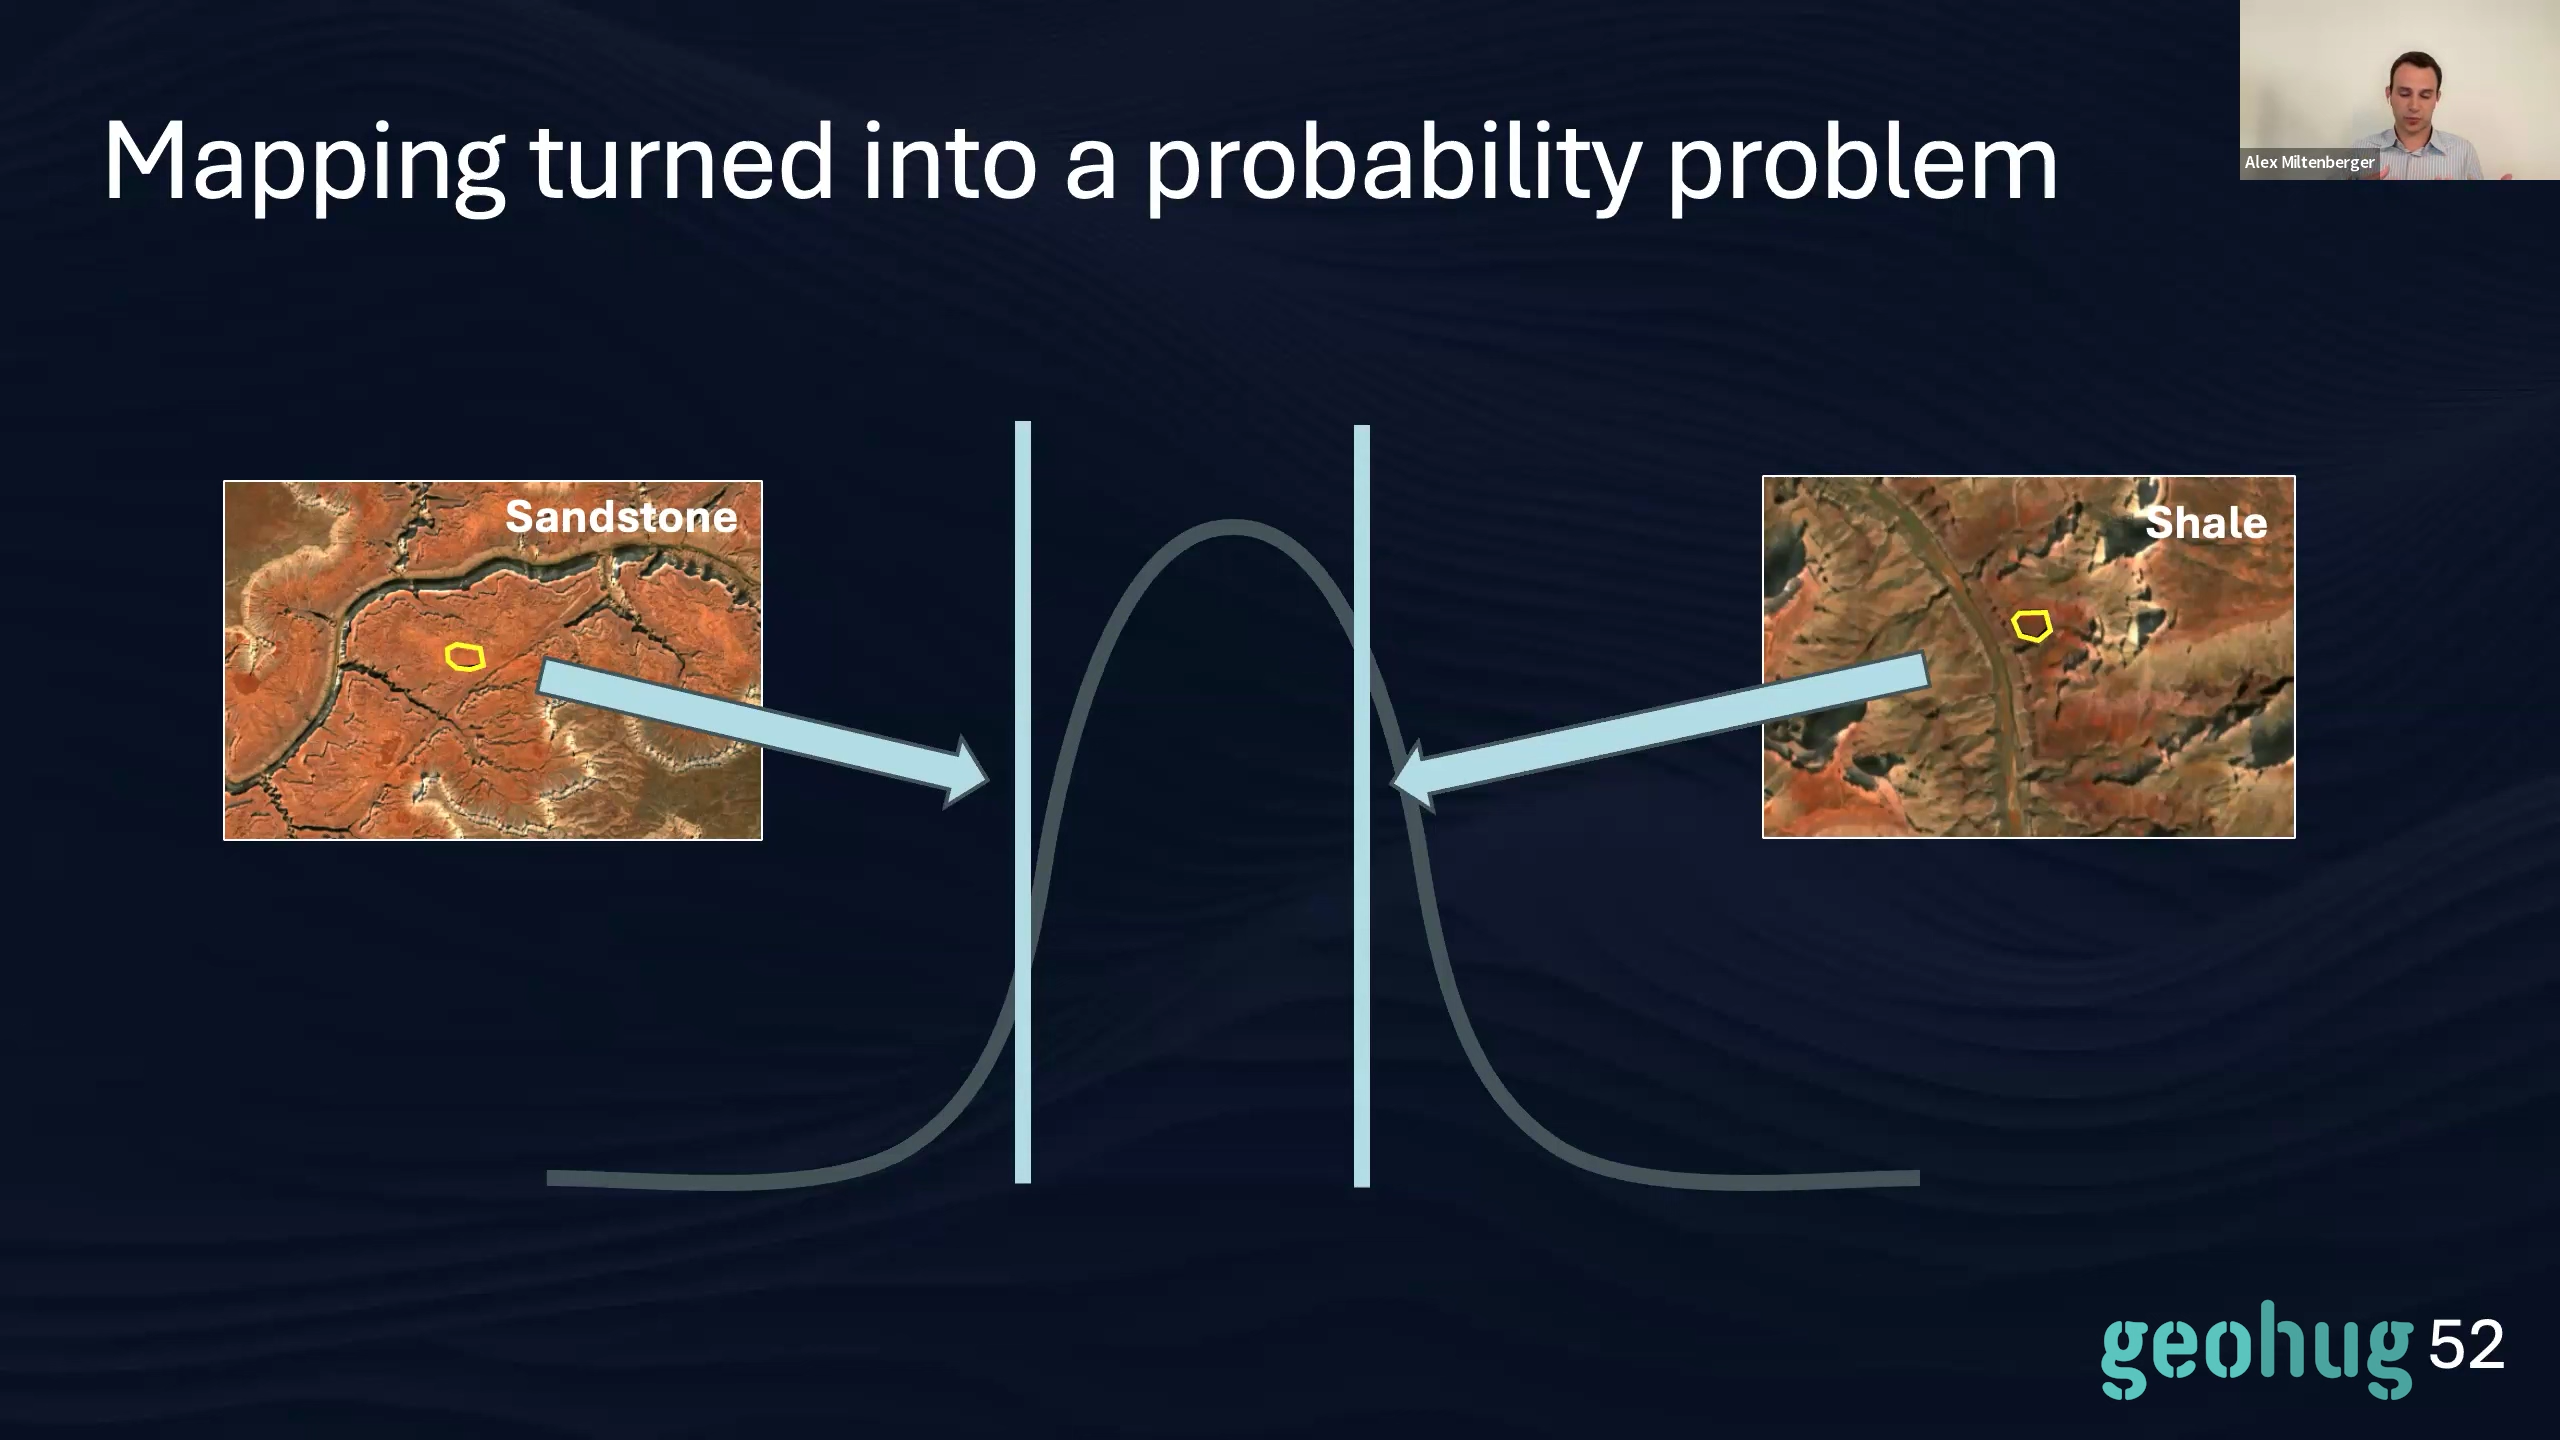 Mapping turned into a probability problem
Alex Miltenberger
Sandstone
Shale
geohug 52